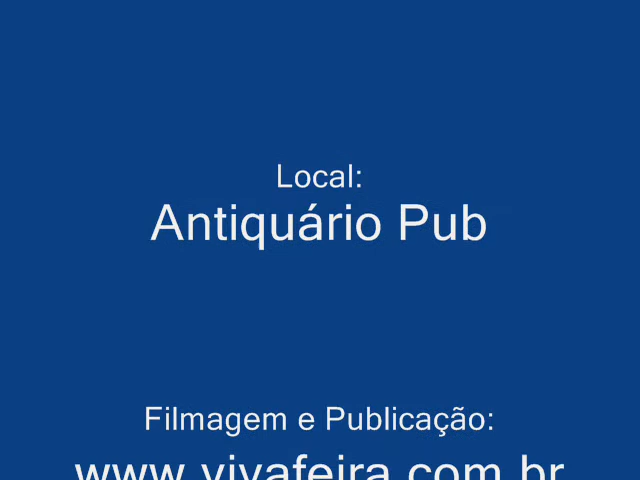 Local:
Antiquário Pub
Filmagem e Publicação:
www.vivafeira.com.br